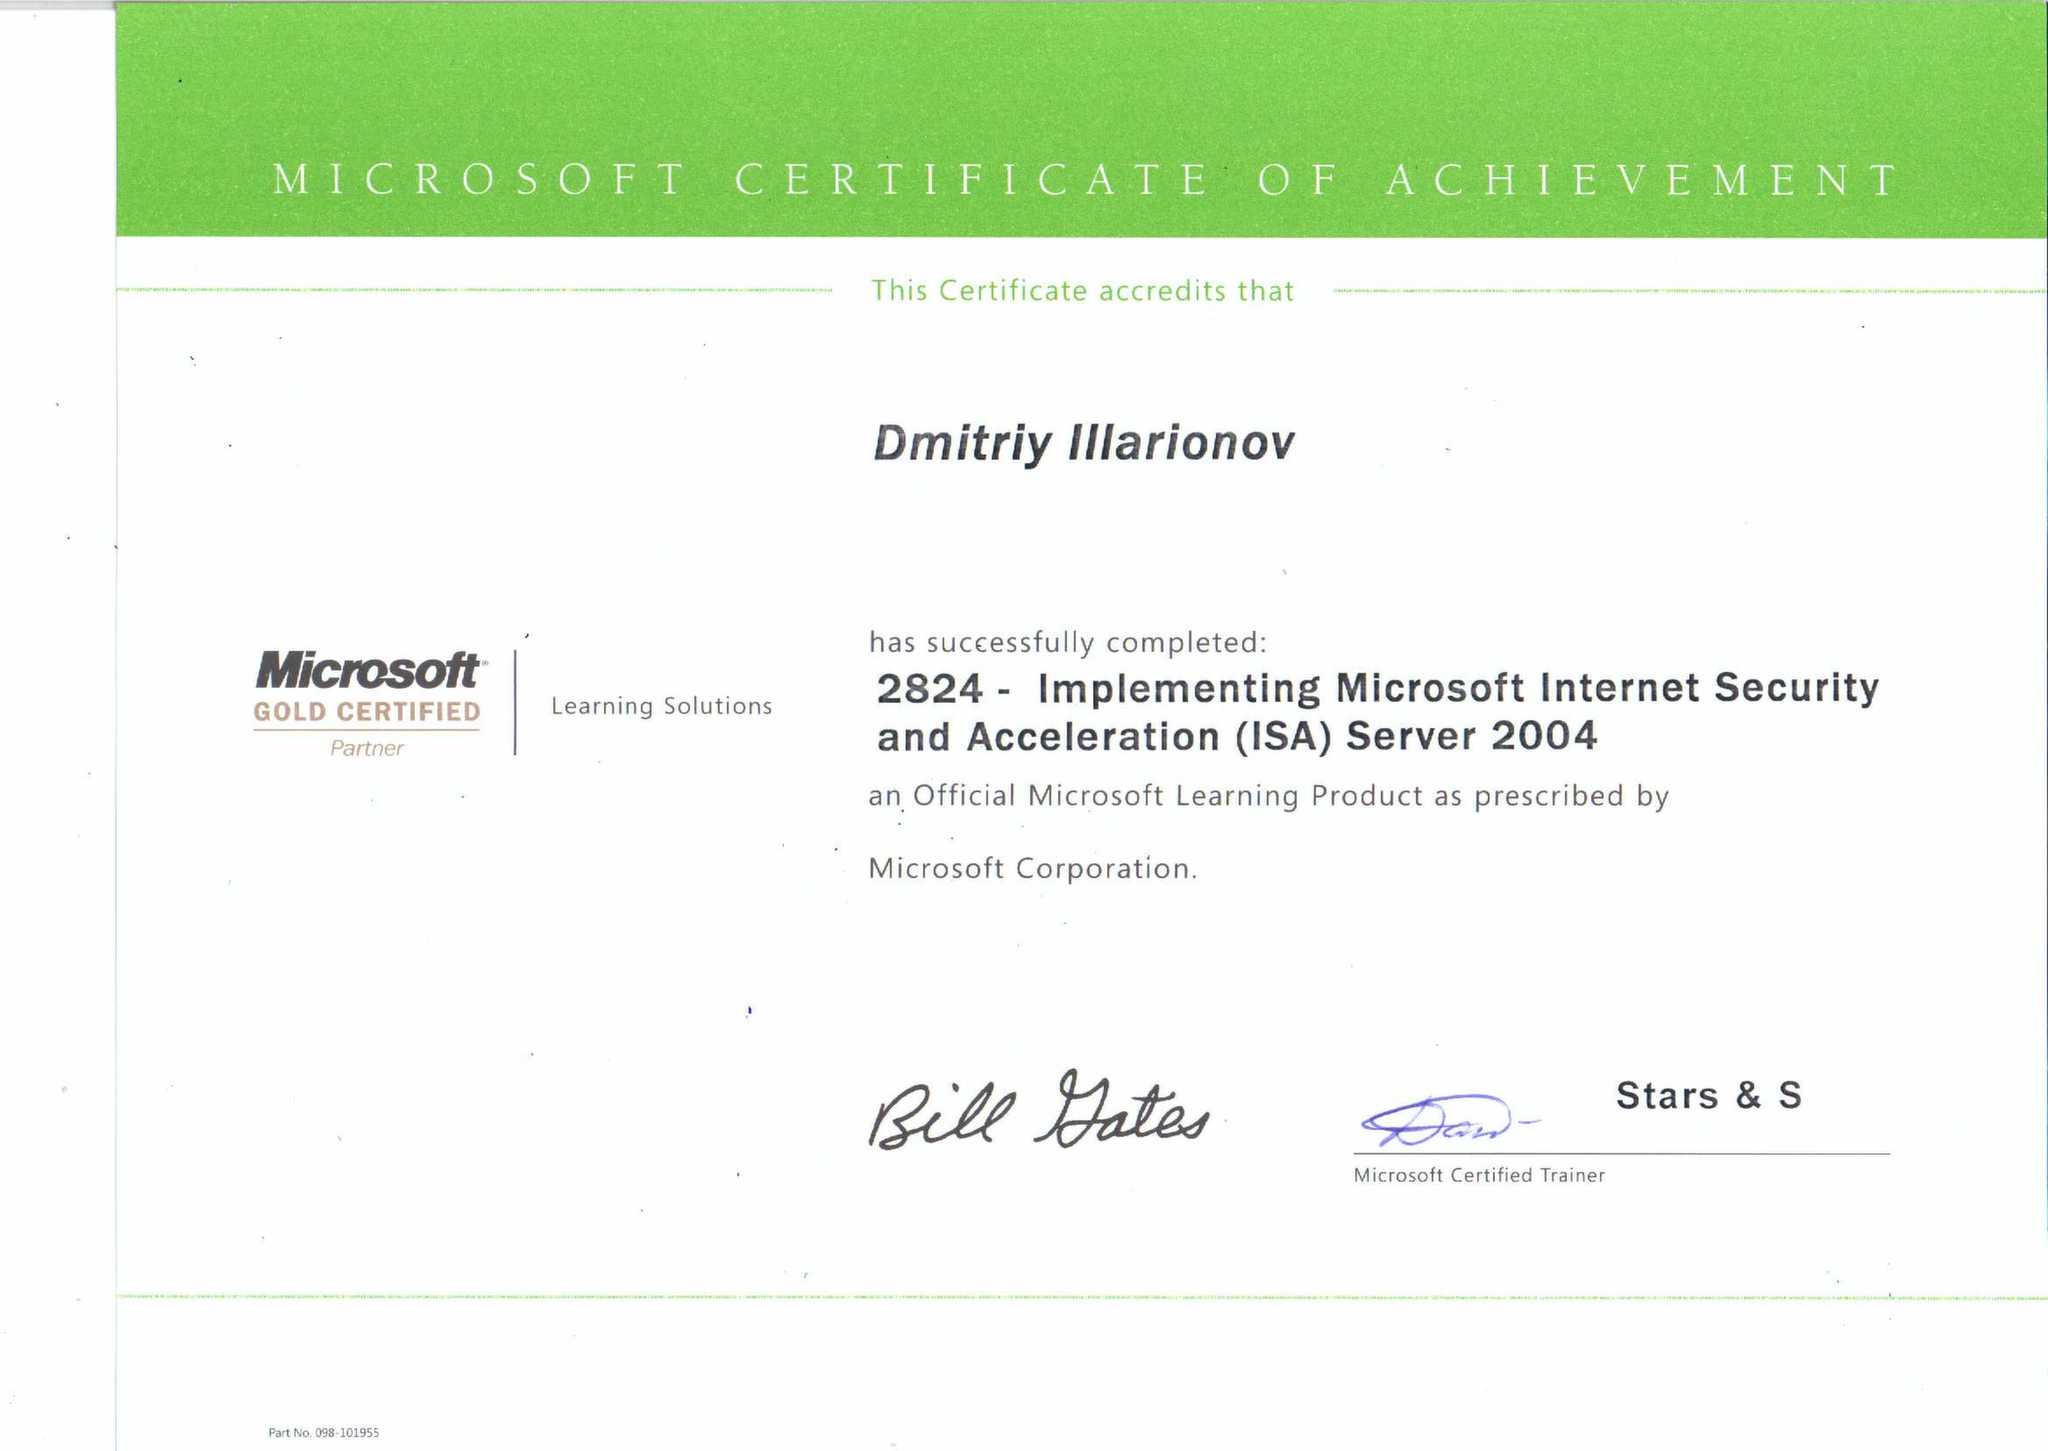 MICROSOFT CERTIFICATE OF ACHIEVEMENT
This Certificate accredits that
Dmitriy Illarionov
Microsoft®
GOLD CERTIFIED
Partner
Learning Solutions
has successfully completed:
2824 - Implementing Microsoft Internet Security
and Acceleration (ISA) Server 2004
an Official Microsoft Learning Product as prescribed by
Microsoft Corporation.
Bill Gates
Stars & S
Microsoft Certified Trainer
Part No. 098-101955